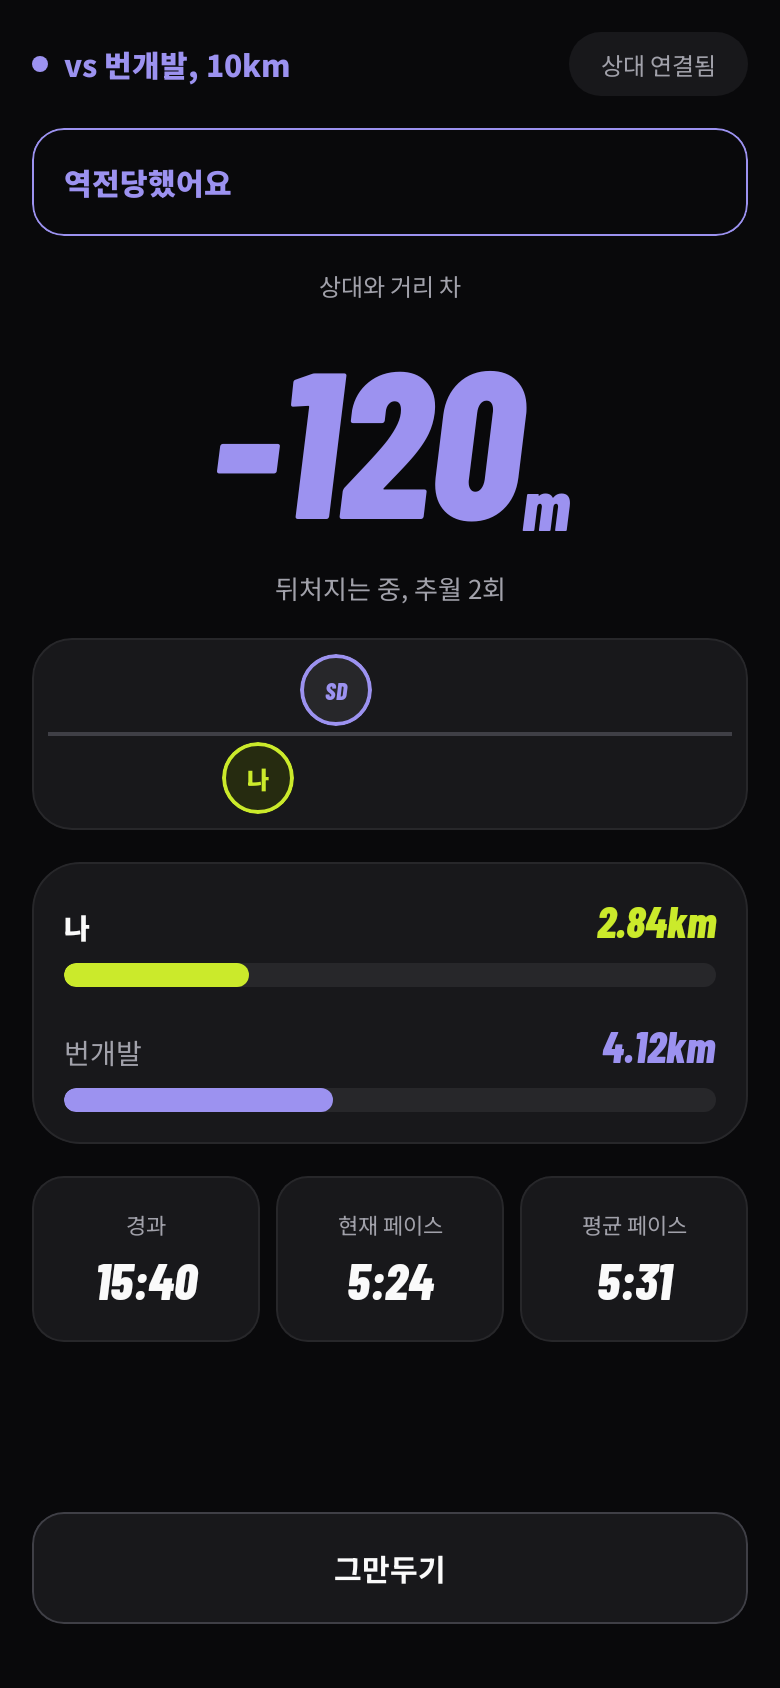 vs 번개발, 10km
상대 연결됨
역전당했어요
상대와 거리 차
-120m
뒤처지는 중, 추월 2회
SD
나
나
2.84km
번개발
4.12km
경과
현재 페이스
평균 페이스
15:40
5:24
5:31
그만두기